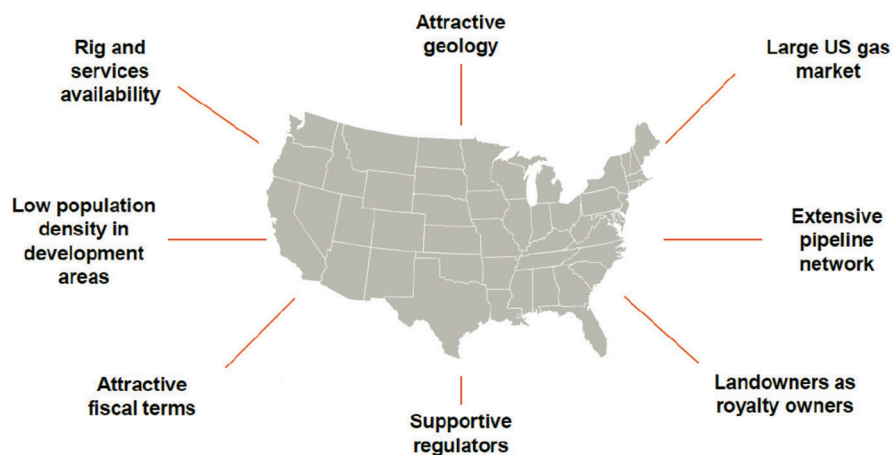 Attractive
geology
Rig and
services
availability
Large US gas
market
Low population
density in
development
areas
Extensive
pipeline
network
Attractive
fiscal terms
Supportive
regulators
Landowners as
royalty owners